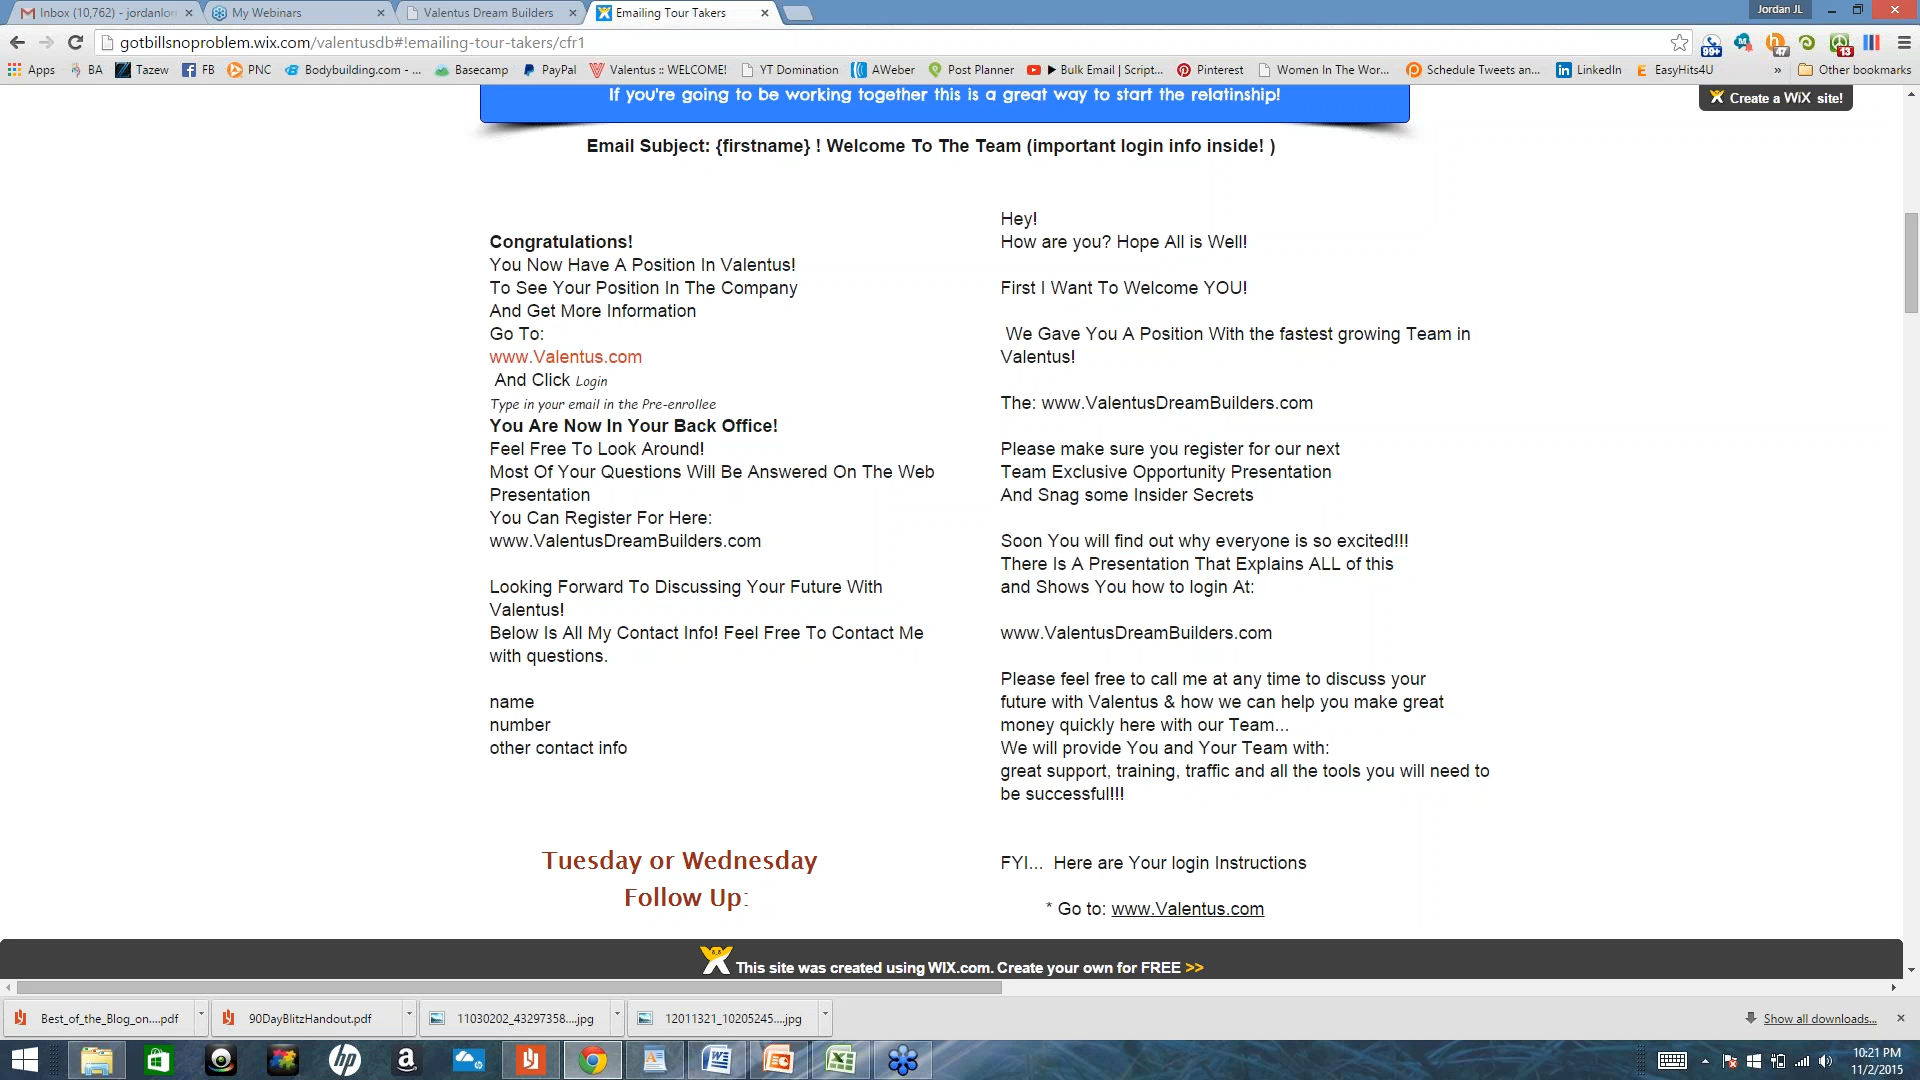 Inbox (10,762) - jordanlor
My Webinars
Valentus Dream Builders
Emailing Tour Takers
Jordan JL
gotbillsnoproblem.wix.com/valentusdb#!emailing-tour-takers/cfr1
99+
47
13
Apps
BA
Tazew
FB
PNC
Bodybuilding.com - ...
Basecamp
PayPal
Valentus :: WELCOME!
YT Domination
AWeber
Post Planner
▶ Bulk Email | Script...
Pinterest
Women In The Wor...
Schedule Tweets an...
LinkedIn
EasyHits4U
»
Other bookmarks
If you're going to be working together this is a great way to start the relatinship!
Create a WiX site!
Email Subject: {firstname} ! Welcome To The Team (important login info inside! )
Congratulations!
You Now Have A Position In Valentus!
To See Your Position In The Company
And Get More Information
Go To:
www.Valentus.com
And Click Login
Type in your email in the Pre-enrollee
You Are Now In Your Back Office!
Feel Free To Look Around!
Most Of Your Questions Will Be Answered On The Web
Presentation
You Can Register For Here:
www.ValentusDreamBuilders.com
Looking Forward To Discussing Your Future With
Valentus!
Below Is All My Contact Info! Feel Free To Contact Me
with questions.
name
number
other contact info
Tuesday or Wednesday
Follow Up:
Hey!
How are you? Hope All is Well!
First I Want To Welcome YOU!
We Gave You A Position With the fastest growing Team in
Valentus!
The: www.ValentusDreamBuilders.com
Please make sure you register for our next
Team Exclusive Opportunity Presentation
And Snag some Insider Secrets
Soon You will find out why everyone is so excited!!!
There Is A Presentation That Explains ALL of this
and Shows You how to login At:
www.ValentusDreamBuilders.com
Please feel free to call me at any time to discuss your
future with Valentus & how we can help you make great
money quickly here with our Team...
We will provide You and Your Team with:
great support, training, traffic and all the tools you will need to
be successful!!!
FYI... Here are Your login Instructions
* Go to: www.Valentus.com
This site was created using WIX.com. Create your own for FREE >>
Best_of_the_Blog_on....pdf
90DayBlitzHandout.pdf
11030202_43297358....jpg
12011321_10205245....jpg
Show all downloads...
10:21 PM
11/2/2015